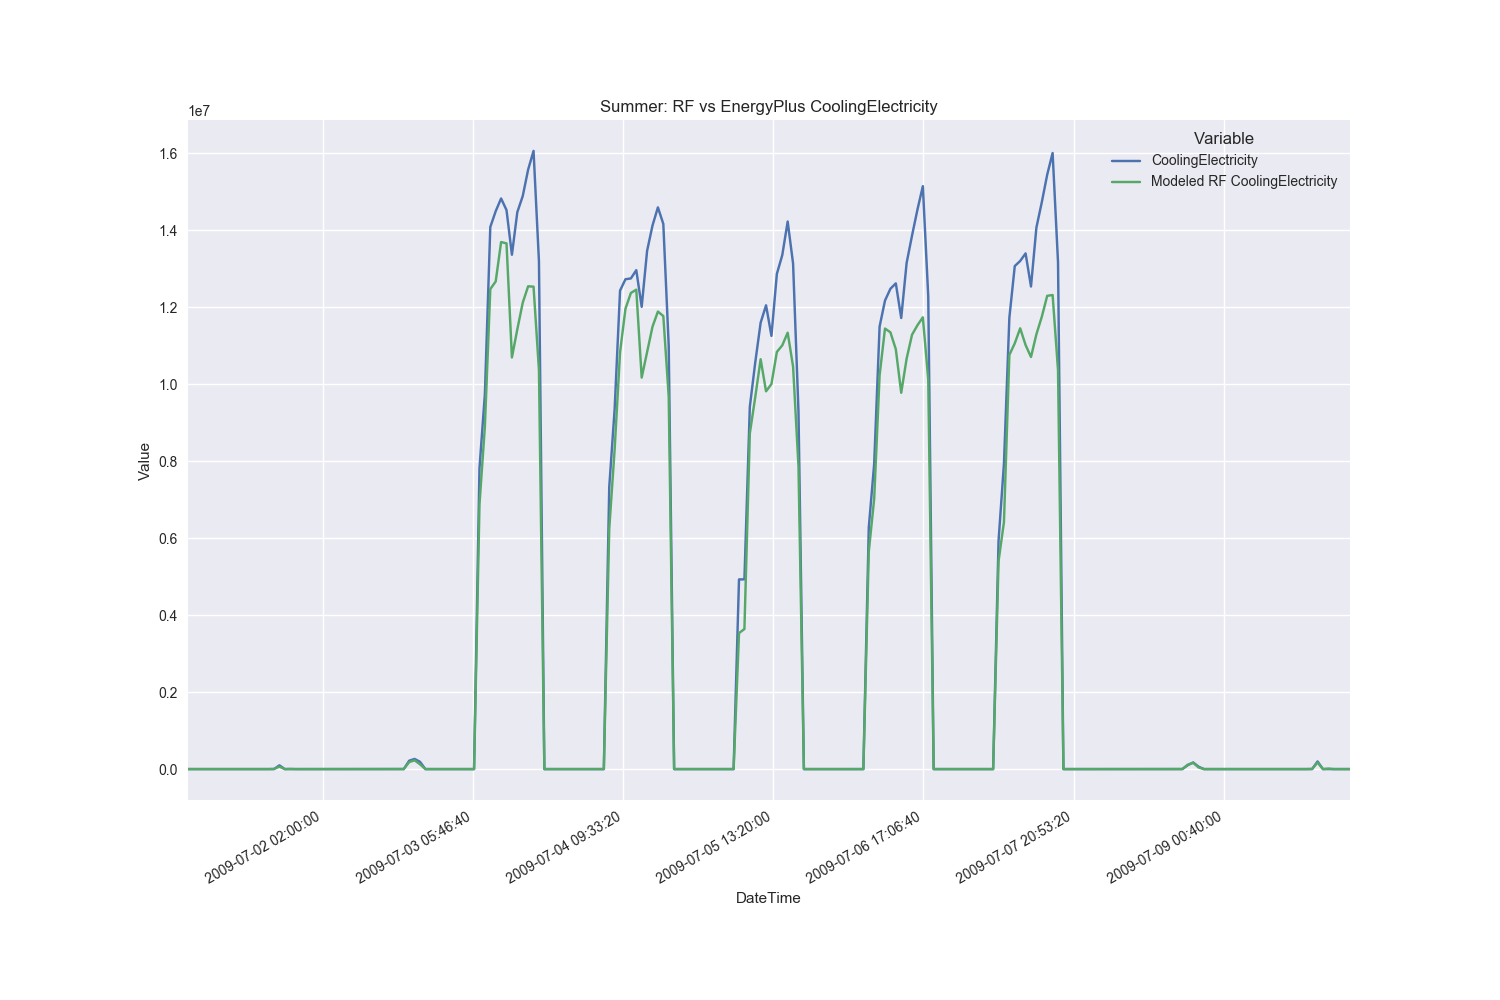 Summer: RF vs EnergyPlus CoolingElectricity
1e7
Variable
CoolingElectricity
Modeled RF CoolingElectricity
1.6
1.4
1.2
1.0
0.8
0.6
0.4
0.2
0.0
Value
2009-07-02 02:00:00
2009-07-03 05:46:40
2009-07-04 09:33:20
2009-07-05 13:20:00
2009-07-06 17:06:40
2009-07-07 20:53:20
2009-07-09 00:40:00
DateTime